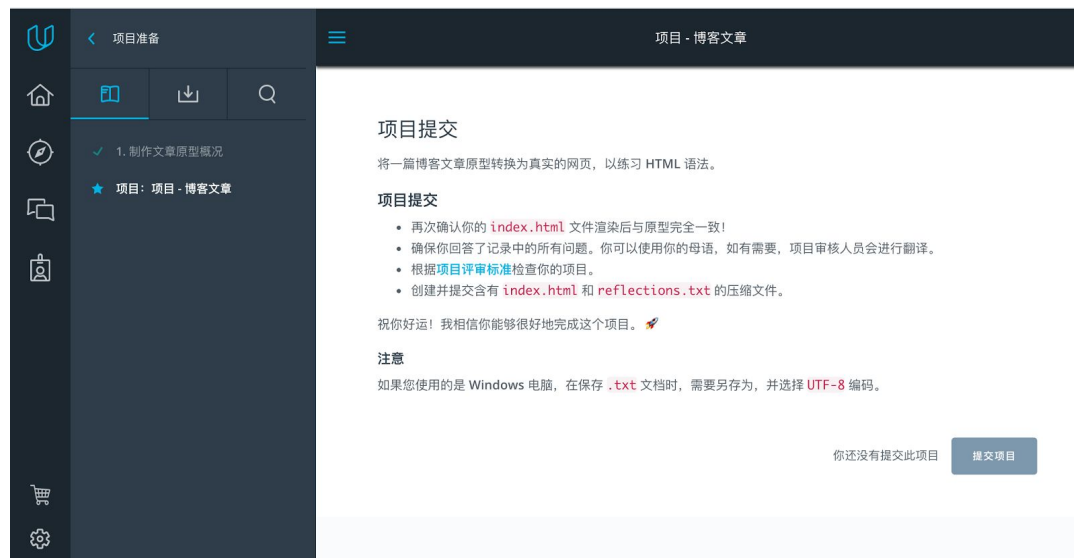 项目准备
项目 - 博客文章
1. 制作文章原型概况
项目：项目 - 博客文章
项目提交
将一篇博客文章原型转换为真实的网页，以练习 HTML 语法。
项目提交
再次确认你的 index.html 文件渲染后与原型完全一致！
确保你回答了记录中的所有问题。你可以使用你的母语，如有需要，项目审核人员会进行翻译。
根据项目评审标准检查你的项目。
创建并提交含有 index.html 和 reflections.txt 的压缩文件。
祝你好运！我相信你能够很好地完成这个项目。🚀
注意
如果您使用的是 Windows 电脑，在保存 .txt 文档时，需要另存为，并选择 UTF-8 编码。
你还没有提交此项目
提交项目